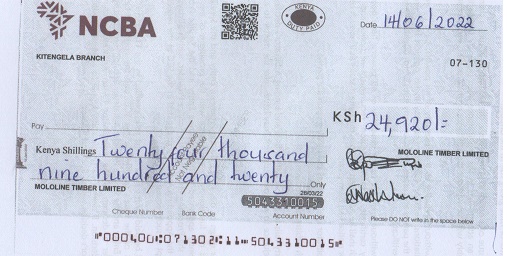 NCBA
KENYA
DUTY PAID
Date 14/06/2022
KITENGELA BRANCH
07-130
Pay
KSh 24,920/=
Kenya Shillings Twenty four thousand
nine hundred and twenty Only
MOLOLINE TIMBER LIMITED
MOLOLINE TIMBER LIMITED
28/03/22
5043310015
Cheque Number Bank Code Account Number
Please DO NOT write in the space below
"000400:071302:11:5043310015"